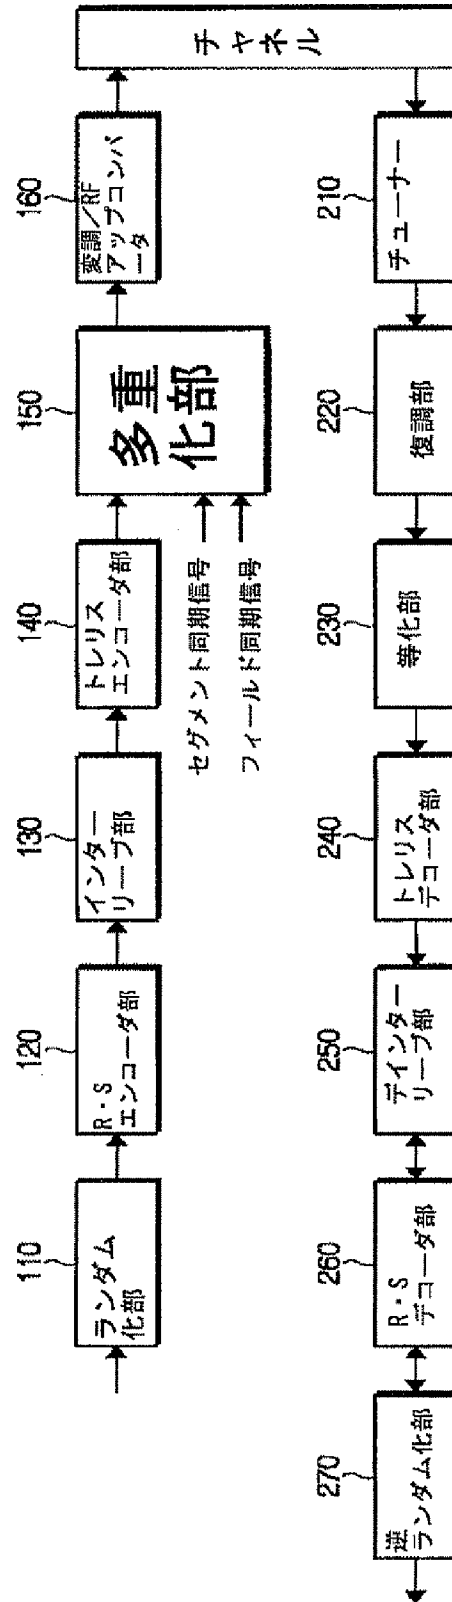 110
ランダム
化部
120
R・S
エンコーダ部
130
インター
リーブ部
140
トレリス
エンコーダ部
150
多重
化部
セグメント同期信号
フィールド同期信号
160
変調/RF
アップコンバ
ータ
チャネル
210
チューナー
220
復調部
230
等化部
240
トレリス
デコーダ部
250
デインター
リーブ部
260
R・S
デコーダ部
270
逆
ランダム化部